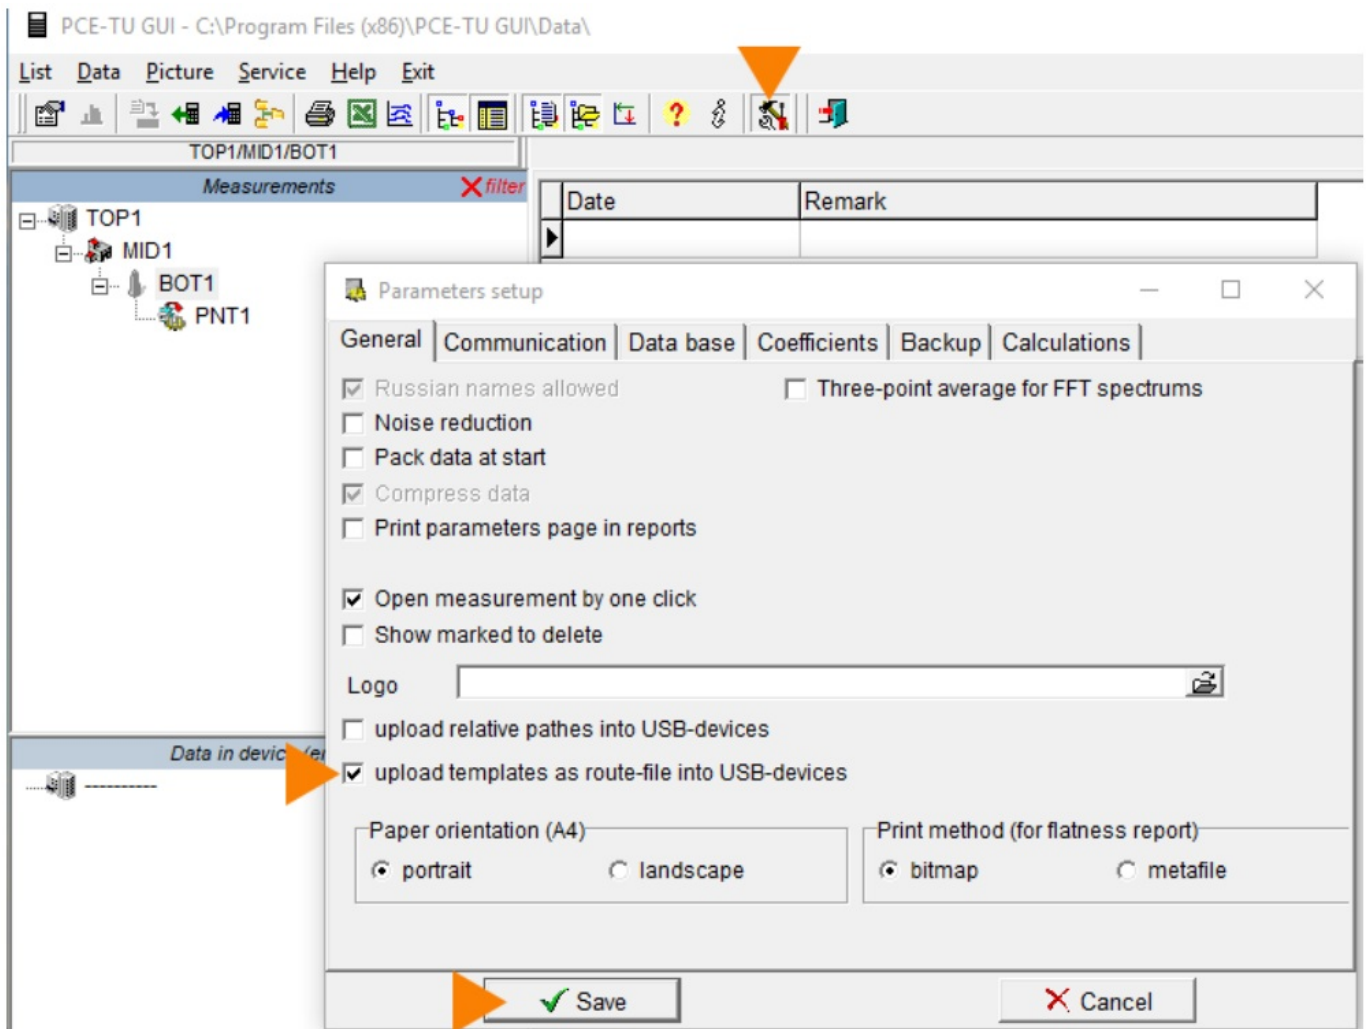 PCE-TU GUI - C:\Program Files (x86)\PCE-TU GUI\Data\
List Data Picture Service Help Exit
TOP1/MID1/BOT1
Measurements filter
Date Remark
TOP1
MID1
BOT1
PNT1
Parameters setup
General Communication Data base Coefficients Backup Calculations
Russian names allowed Three-point average for FFT spectrums
Noise reduction
Pack data at start
Compress data
Print parameters page in reports
Open measurement by one click
Show marked to delete
Logo
upload relative pathes into USB-devices
Data in device
upload templates as route-file into USB-devices
----------
Paper orientation (A4) Print method (for flatness report)
portrait landscape bitmap metafile
Save Cancel